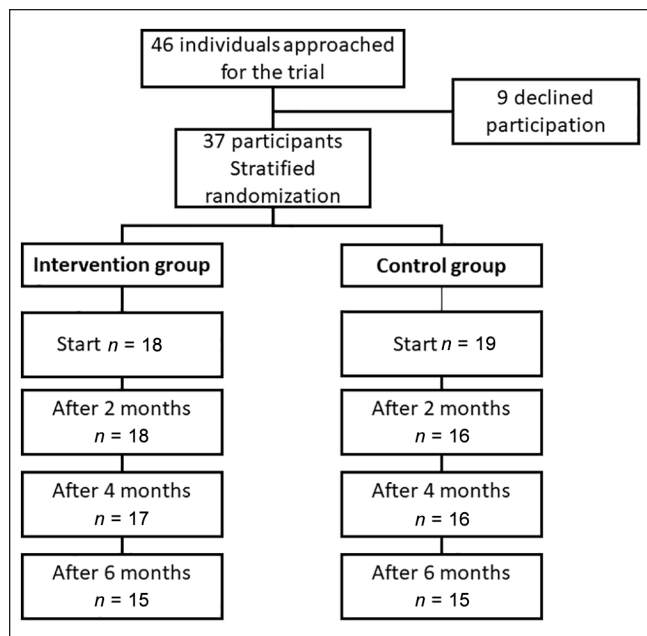 46 individuals approached
for the trial
9 declined
participation
37 participants
Stratified
randomization
Intervention group
Control group
Start n = 18
Start n = 19
After 2 months
n = 18
After 2 months
n = 16
After 4 months
n = 17
After 4 months
n = 16
After 6 months
n = 15
After 6 months
n = 15